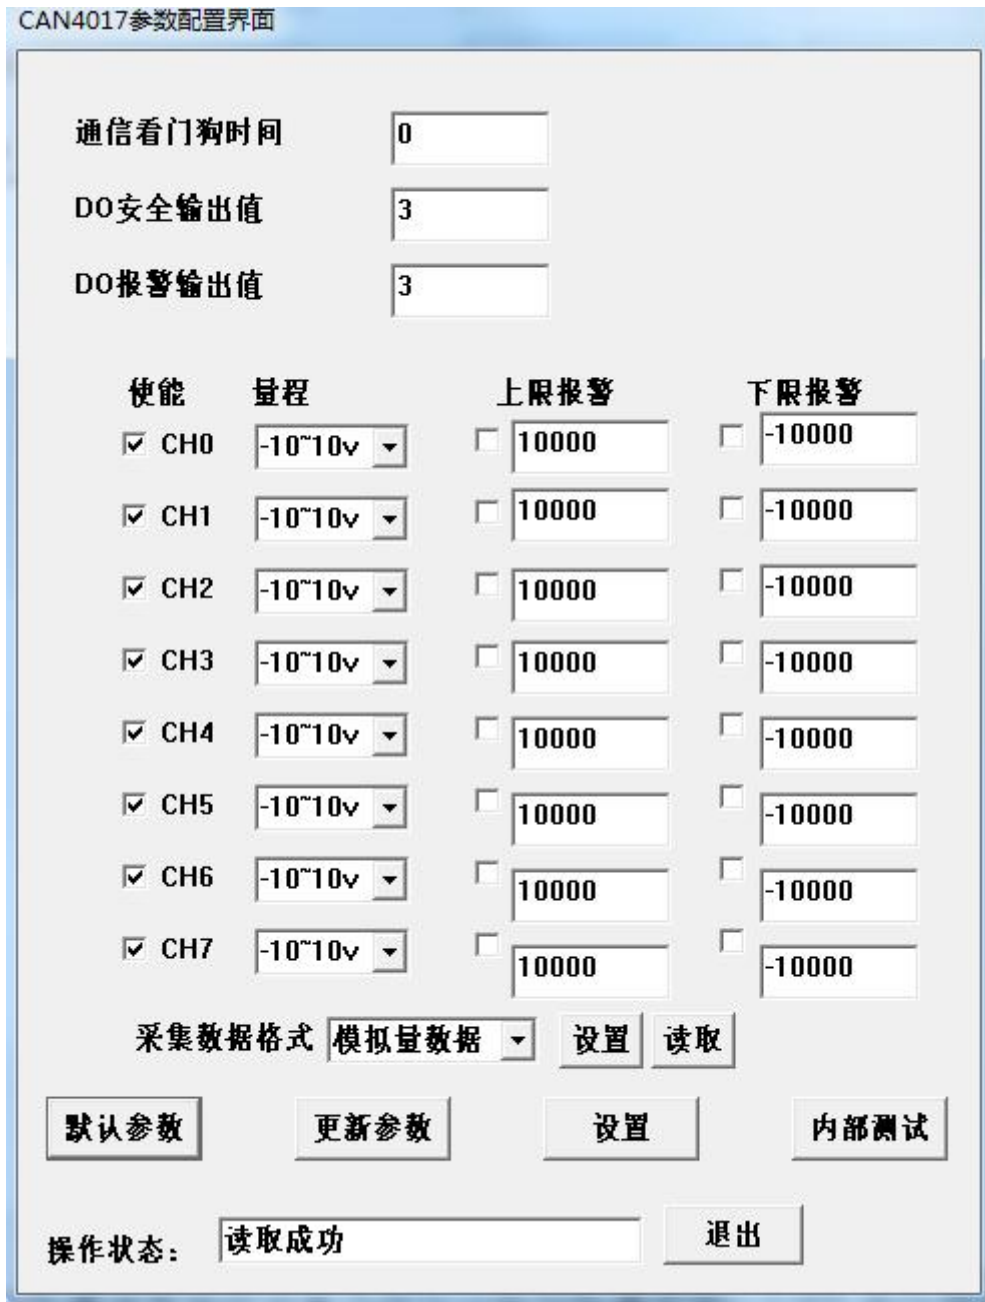 CAN4017参数配置界面
通信看门狗时间 0
DO安全输出值 3
DO报警输出值 3
使能 量程 上限报警 下限报警
CH0 -10~10v 10000 -10000
CH1 -10~10v 10000 -10000
CH2 -10~10v 10000 -10000
CH3 -10~10v 10000 -10000
CH4 -10~10v 10000 -10000
CH5 -10~10v 10000 -10000
CH6 -10~10v 10000 -10000
CH7 -10~10v 10000 -10000
采集数据格式 模拟量数据 设置 读取
默认参数 更新参数 设置 内部测试
操作状态: 读取成功 退出